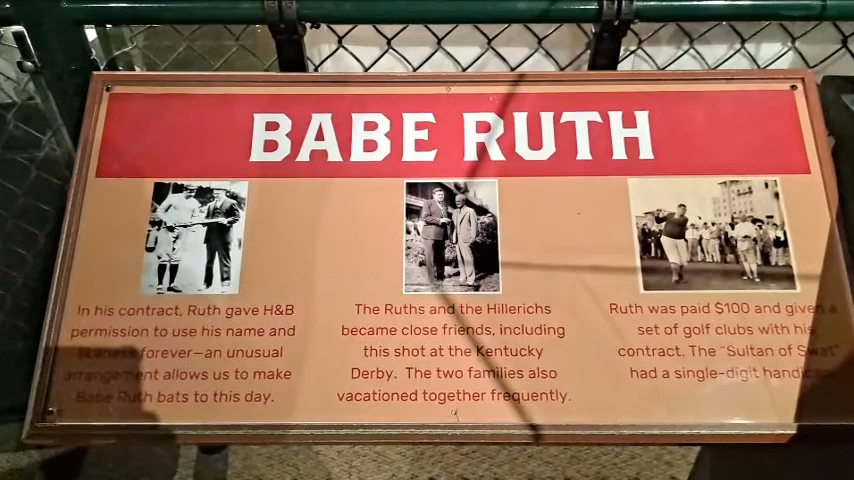 BABE RUTH
In his contract, Ruth gave H&B
permission to use his name and
likeness forever—an unusual
arrangement allows us to make
Babe Ruth bats to this day.
The Ruths and the Hillerichs
became close friends, including
this shot at the Kentucky
Derby. The two families also
vacationed together frequently.
Ruth was paid $100 and given a
set of golf clubs with his
contract. The "Sultan of Swat"
had a single-digit handicap.